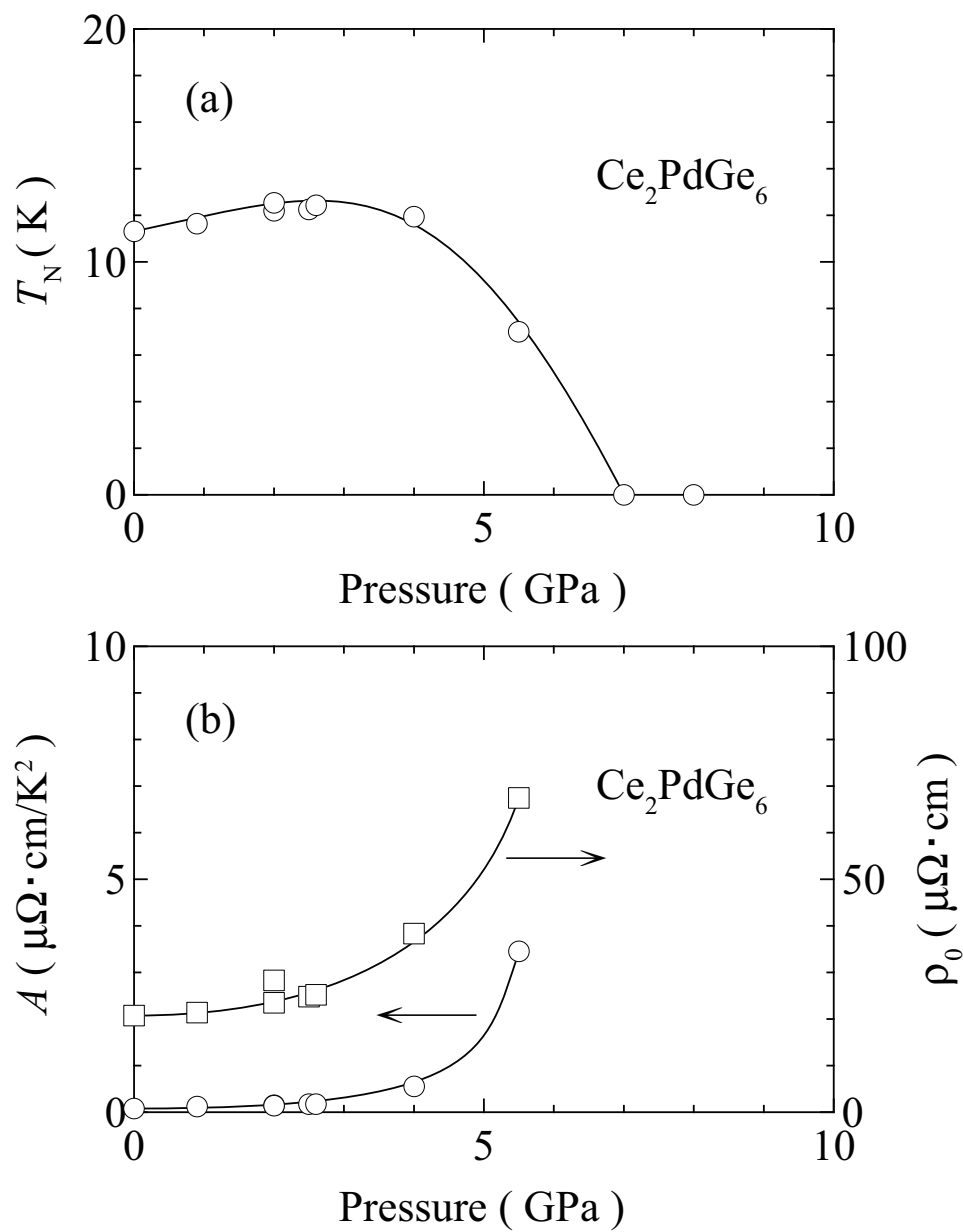 20
(a)
Ce₂PdGe₆
10
T_N ( K )
0
0 5 10
Pressure ( GPa )
10 100
(b)
Ce₂PdGe₆
5 50
A ( μΩ·cm/K² )
ρ₀ ( μΩ·cm )
0 0
0 5 10
Pressure ( GPa )